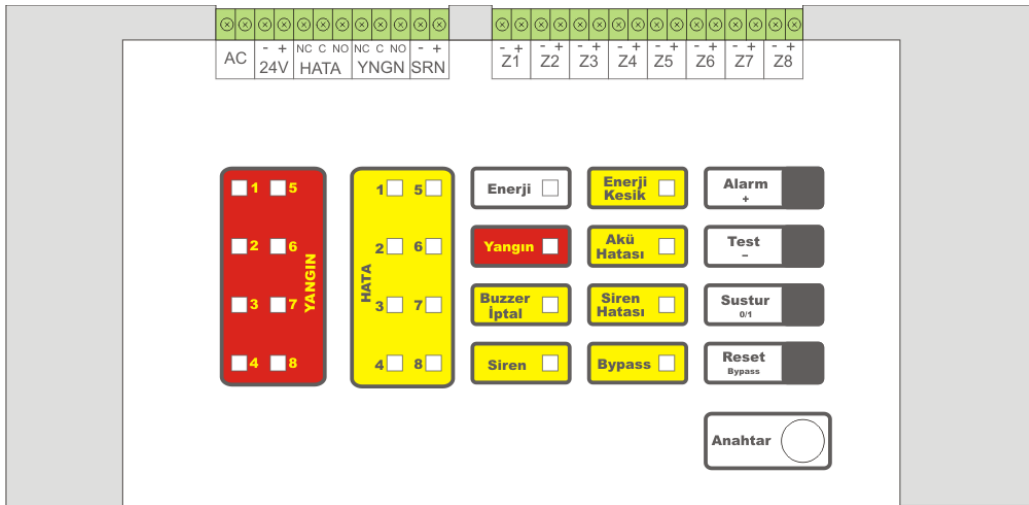 NC C NO NC C NO
- + - +
AC 24V HATA YNGN SRN
- + - + - + - + - + - + - + - +
Z1 Z2 Z3 Z4 Z5 Z6 Z7 Z8
1 5
2 6
3 7
4 8
YANGIN
1 5
2 6
3 7
4 8
HATA
Enerji
Yangın
Buzzer
İptal
Siren
Enerji
Kesik
Akü
Hatası
Siren
Hatası
Bypass
Alarm
+
Test
–
Sustur
0/1
Reset
Bypass
Anahtar